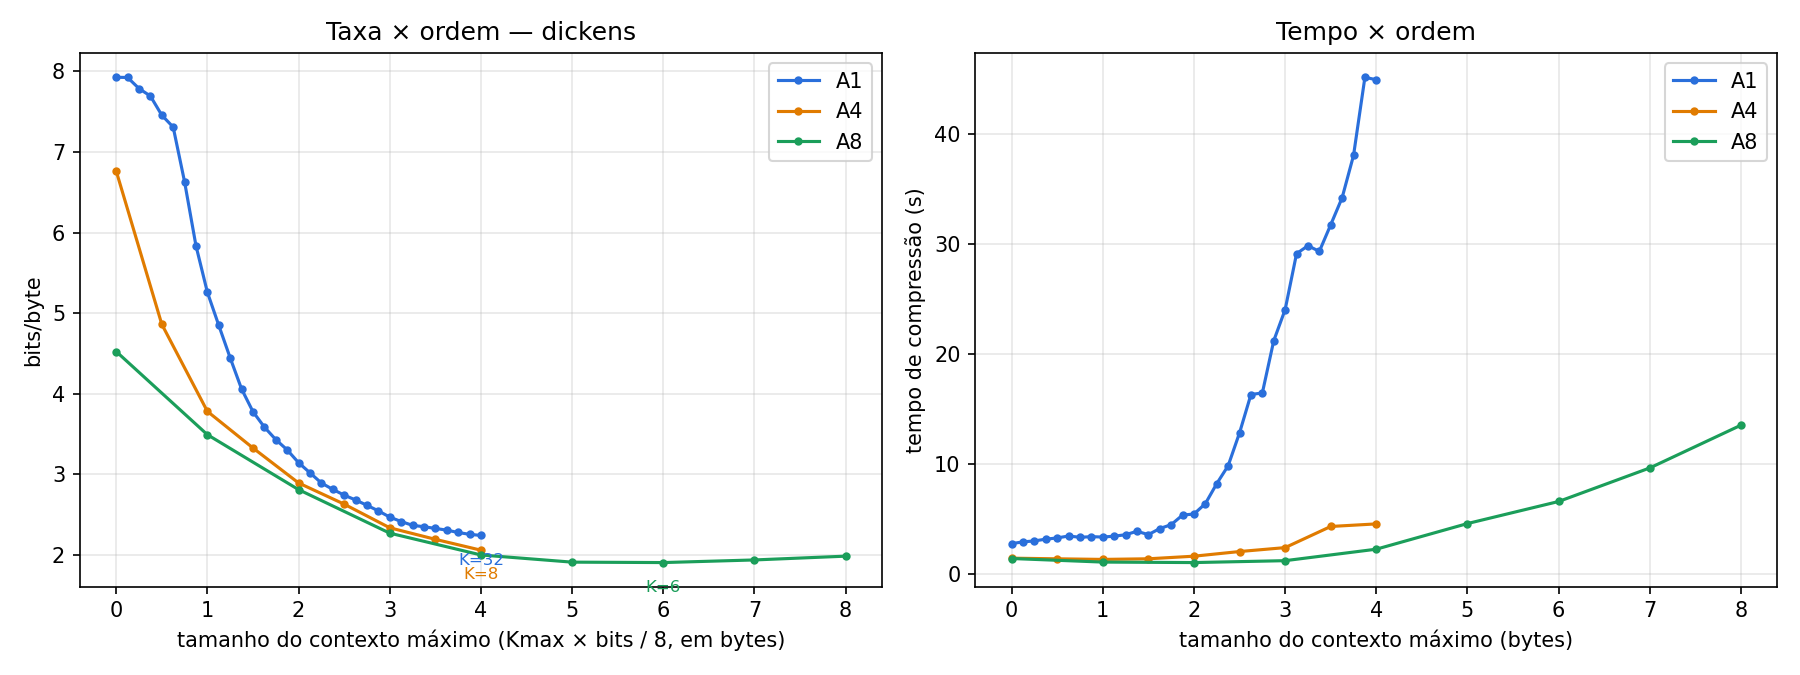 Taxa × ordem — dickens
bits/byte
8
7
6
5
4
3
2
A1
A4
A8
K=32
K=8
K=6
0 1 2 3 4 5 6 7 8
tamanho do contexto máximo (Kmax × bits / 8, em bytes)
Tempo × ordem
tempo de compressão (s)
40
30
20
10
0
A1
A4
A8
0 1 2 3 4 5 6 7 8
tamanho do contexto máximo (bytes)